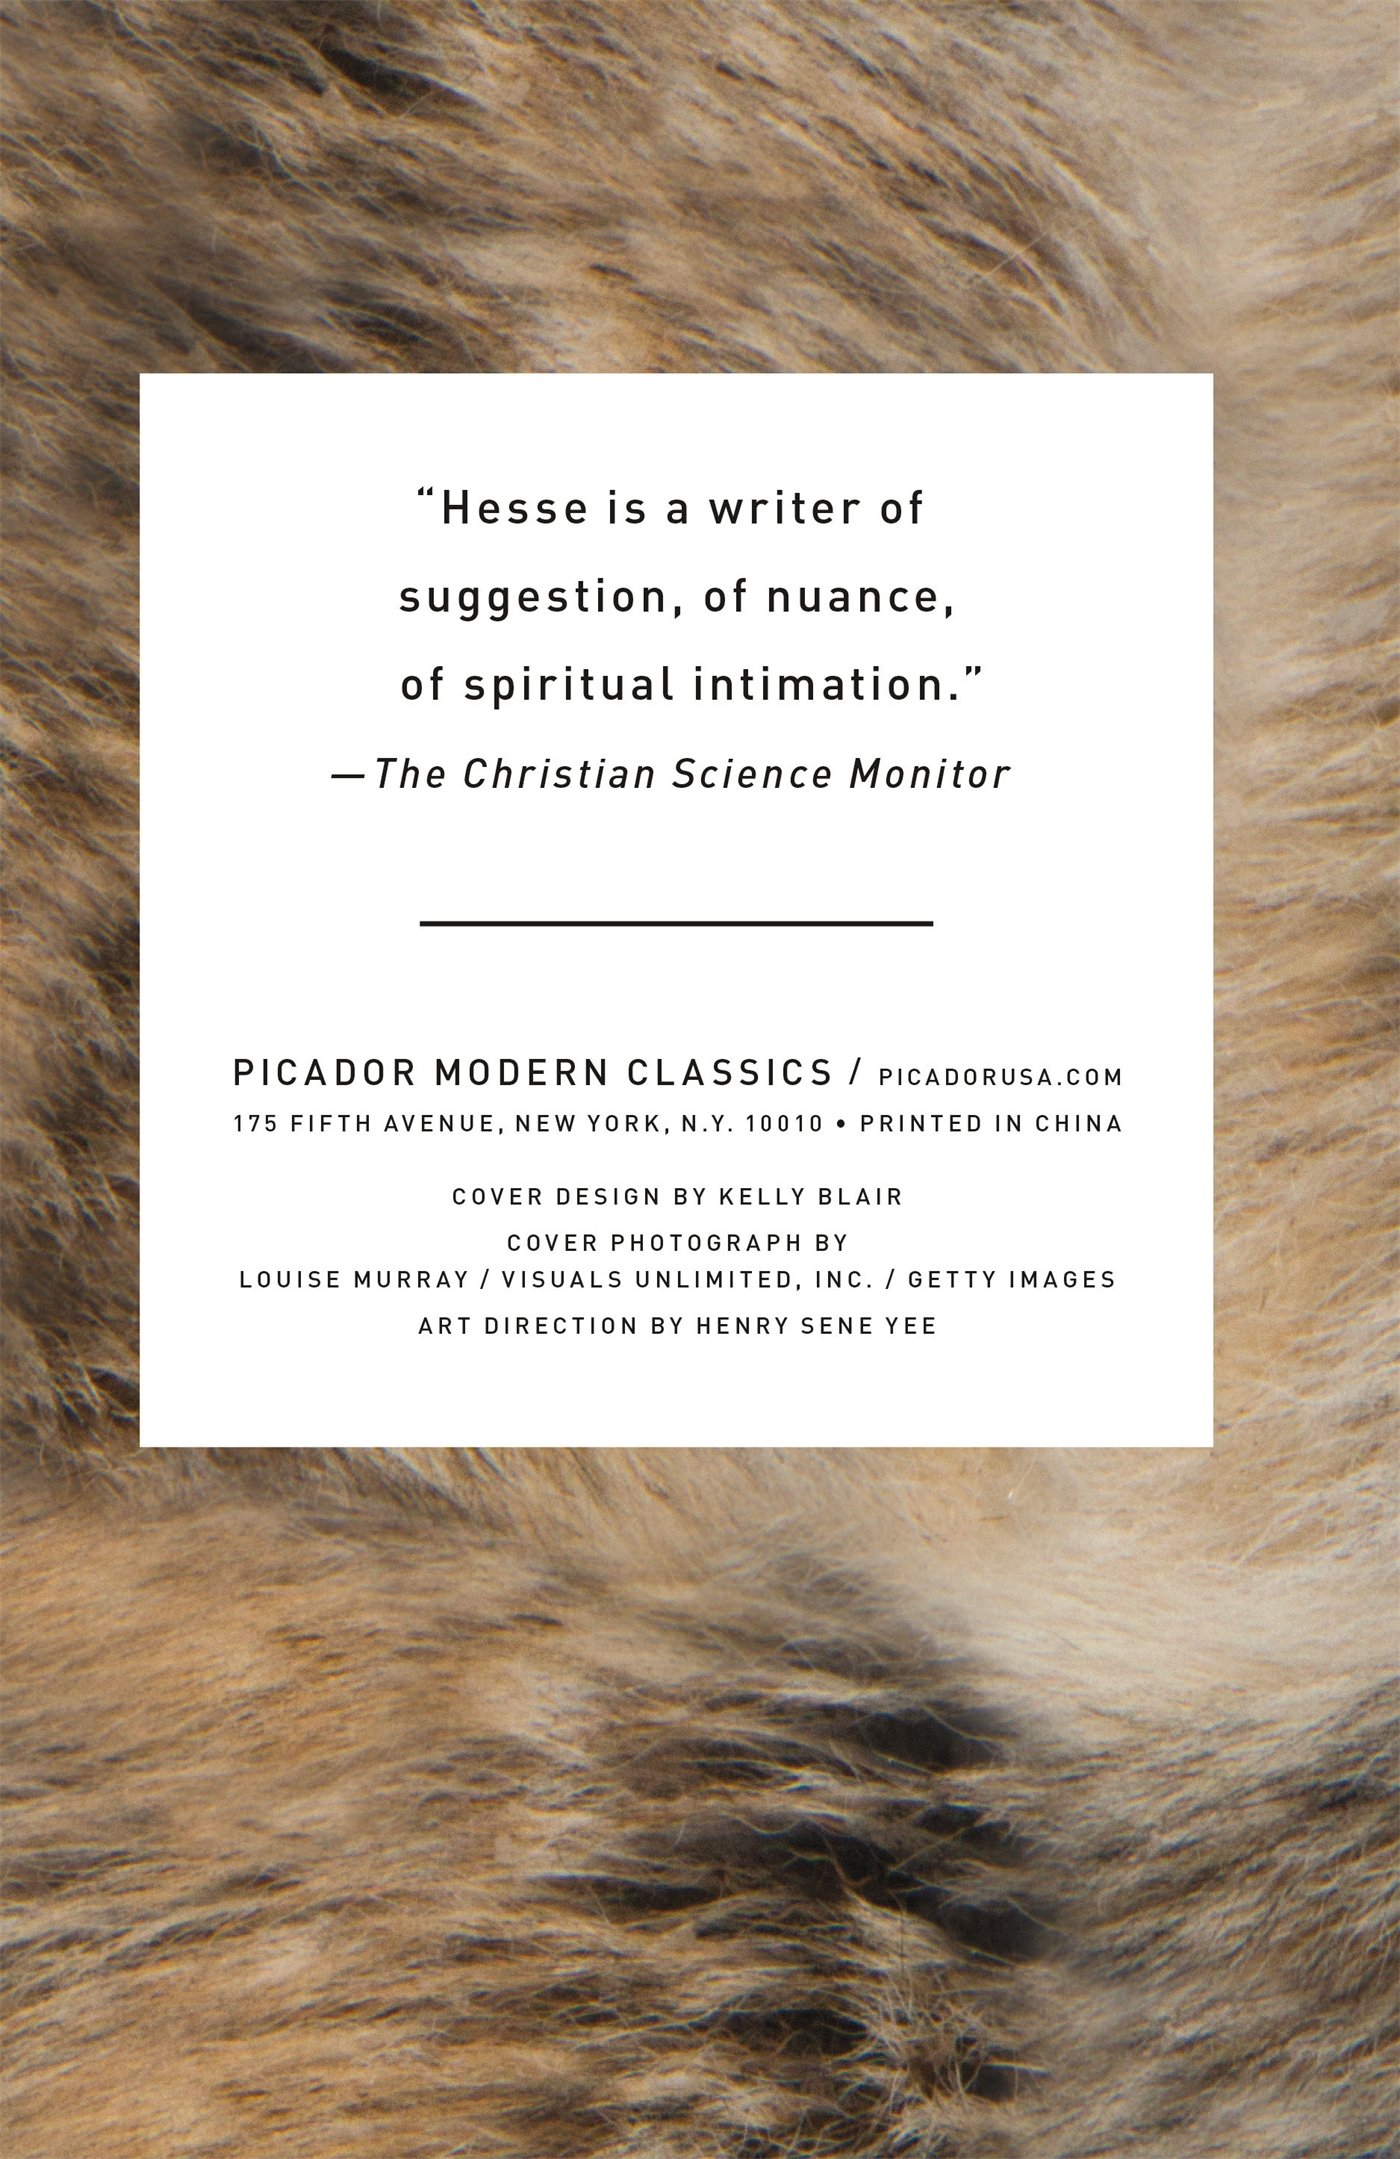 “Hesse is a writer of
suggestion, of nuance,
of spiritual intimation.”
—The Christian Science Monitor
PICADOR MODERN CLASSICS / PICADORUSA.COM
175 FIFTH AVENUE, NEW YORK, N.Y. 10010 • PRINTED IN CHINA
COVER DESIGN BY KELLY BLAIR
COVER PHOTOGRAPH BY
LOUISE MURRAY / VISUALS UNLIMITED, INC. / GETTY IMAGES
ART DIRECTION BY HENRY SENE YEE